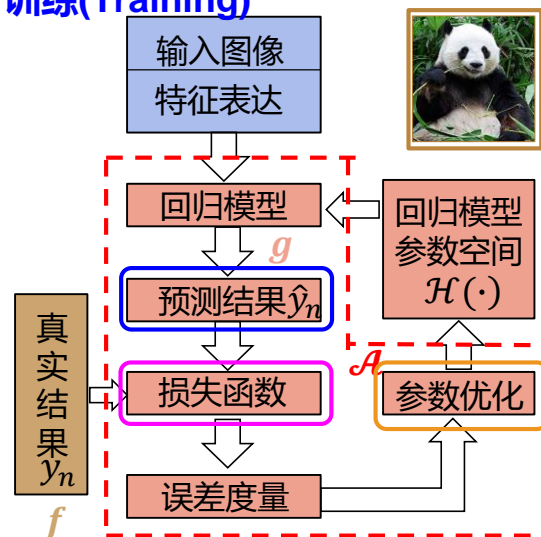 训练(Training)
输入图像
特征表达
回归模型
g
回归模型
参数空间
ℋ(·)
预测结果ŷₙ
真实结果
yₙ
损失函数
𝒜
参数优化
误差度量
f